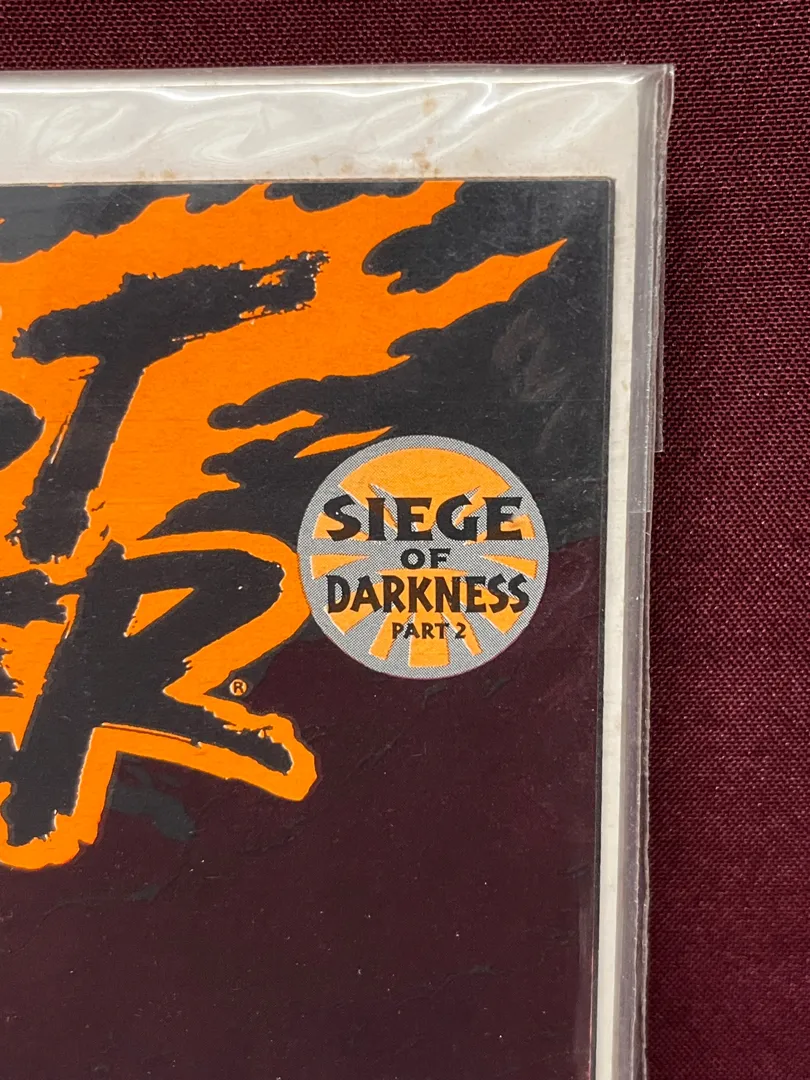 T
R®
SIEGE
OF
DARKNESS
PART 2